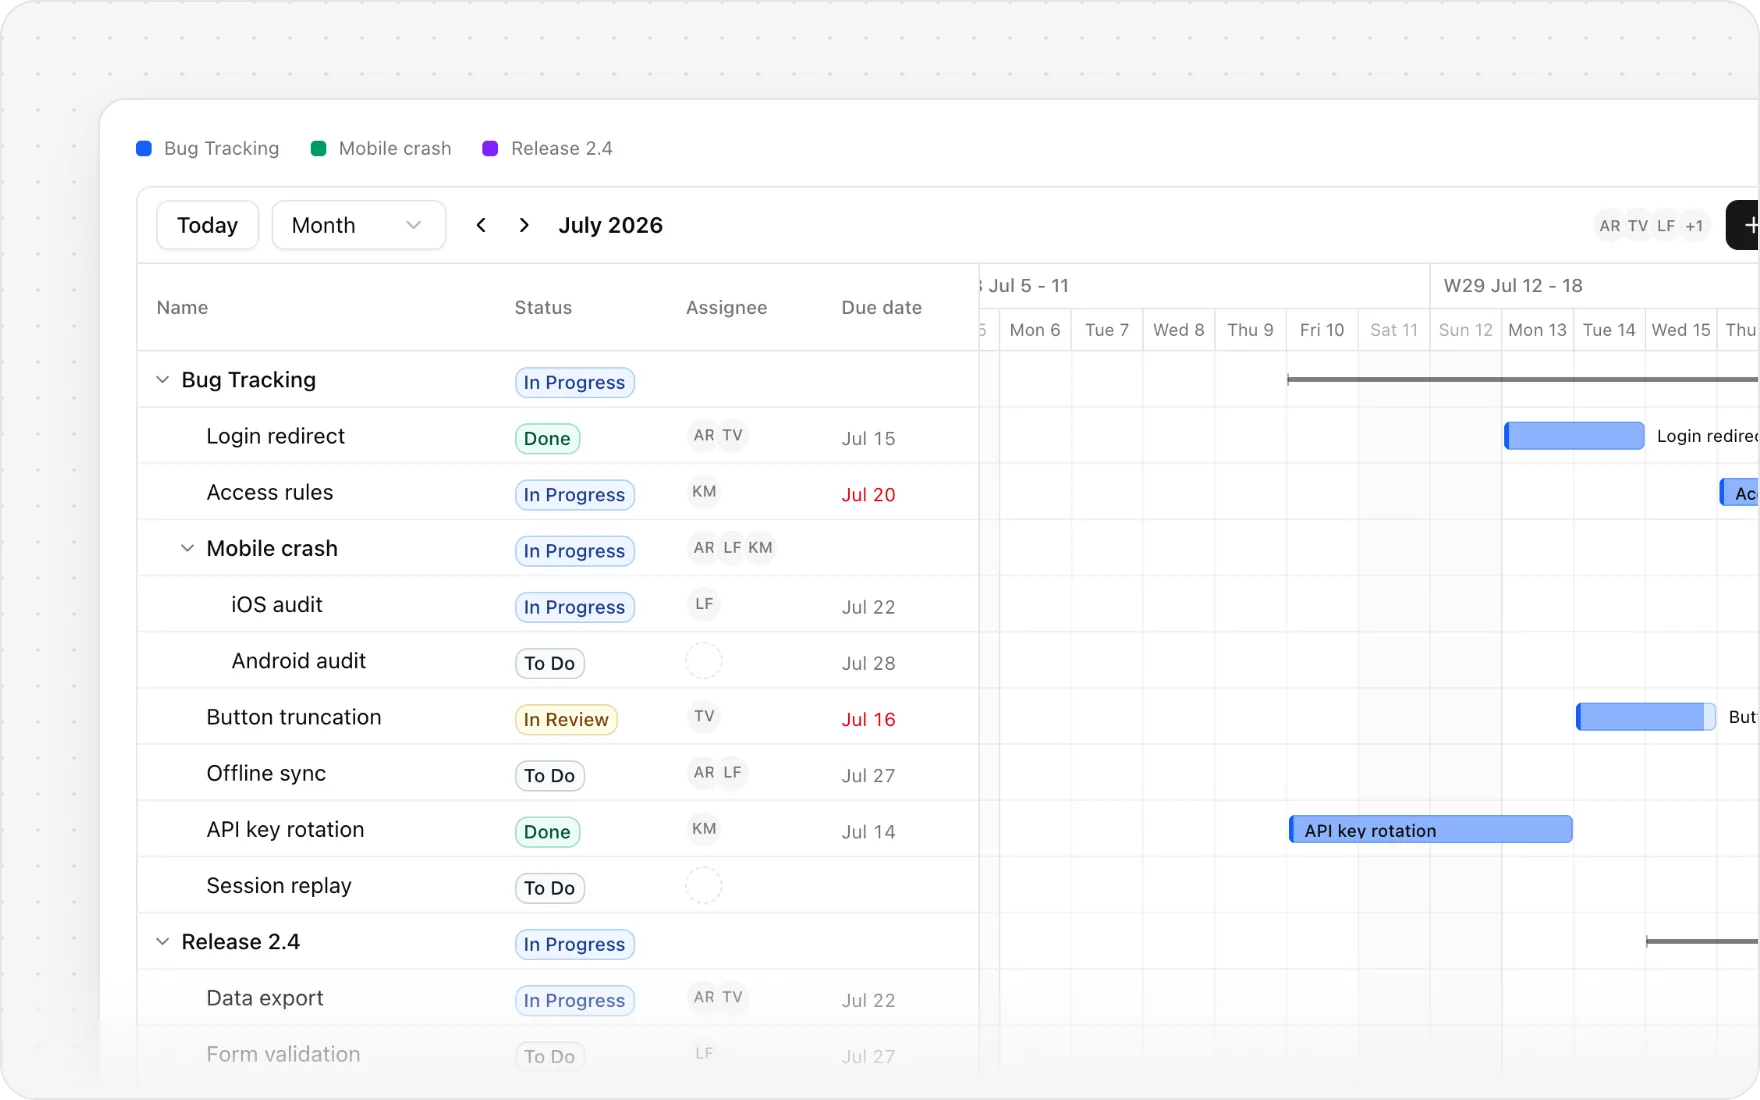 Bug Tracking Mobile crash Release 2.4
Today Month July 2026 AR TV LF +1
Jul 5 - 11 W29 Jul 12 - 18
Name Status Assignee Due date
5 Mon 6 Tue 7 Wed 8 Thu 9 Fri 10 Sat 11 Sun 12 Mon 13 Tue 14 Wed 15 Thu
Bug Tracking In Progress
Login redirect Done AR TV Jul 15 Login redirec
Access rules In Progress KM Jul 20 Ac
Mobile crash In Progress AR LF KM
iOS audit In Progress LF Jul 22
Android audit To Do Jul 28
Button truncation In Review TV Jul 16 But
Offline sync To Do AR LF Jul 27
API key rotation Done KM Jul 14 API key rotation
Session replay To Do
Release 2.4 In Progress
Data export In Progress AR TV Jul 22
Form validation To Do LF Jul 27